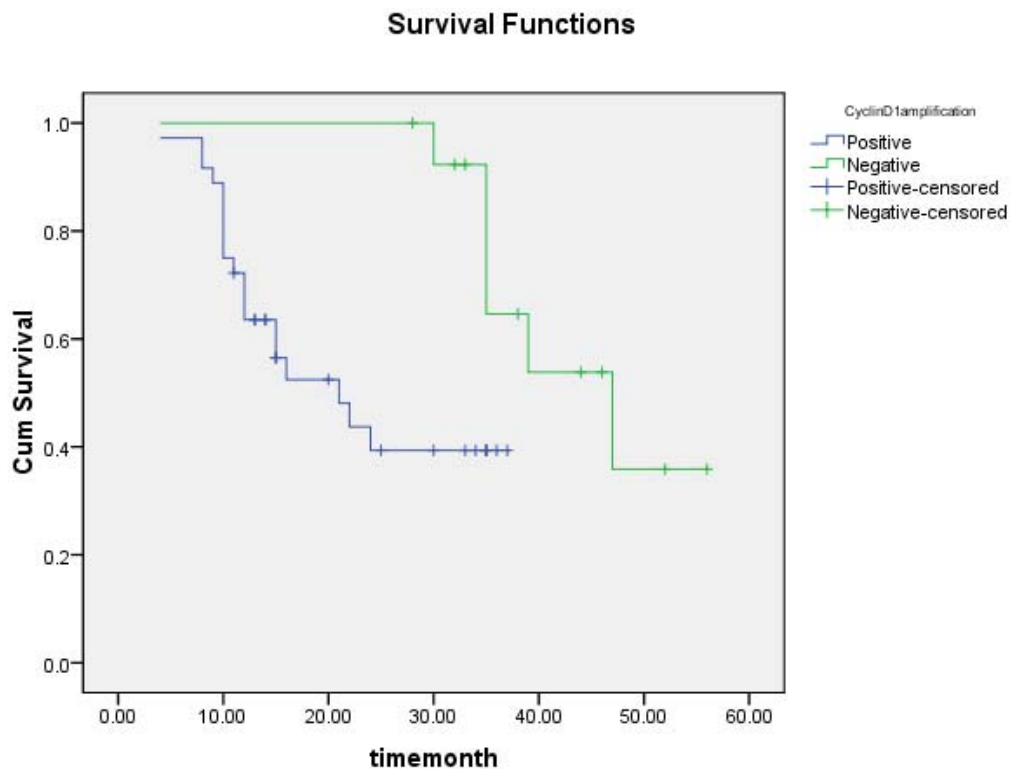 Survival Functions
CyclinD1amplification
Positive
Negative
Positive-censored
Negative-censored
Cum Survival
1.0
0.8
0.6
0.4
0.2
0.0
0.00 10.00 20.00 30.00 40.00 50.00 60.00
timemonth